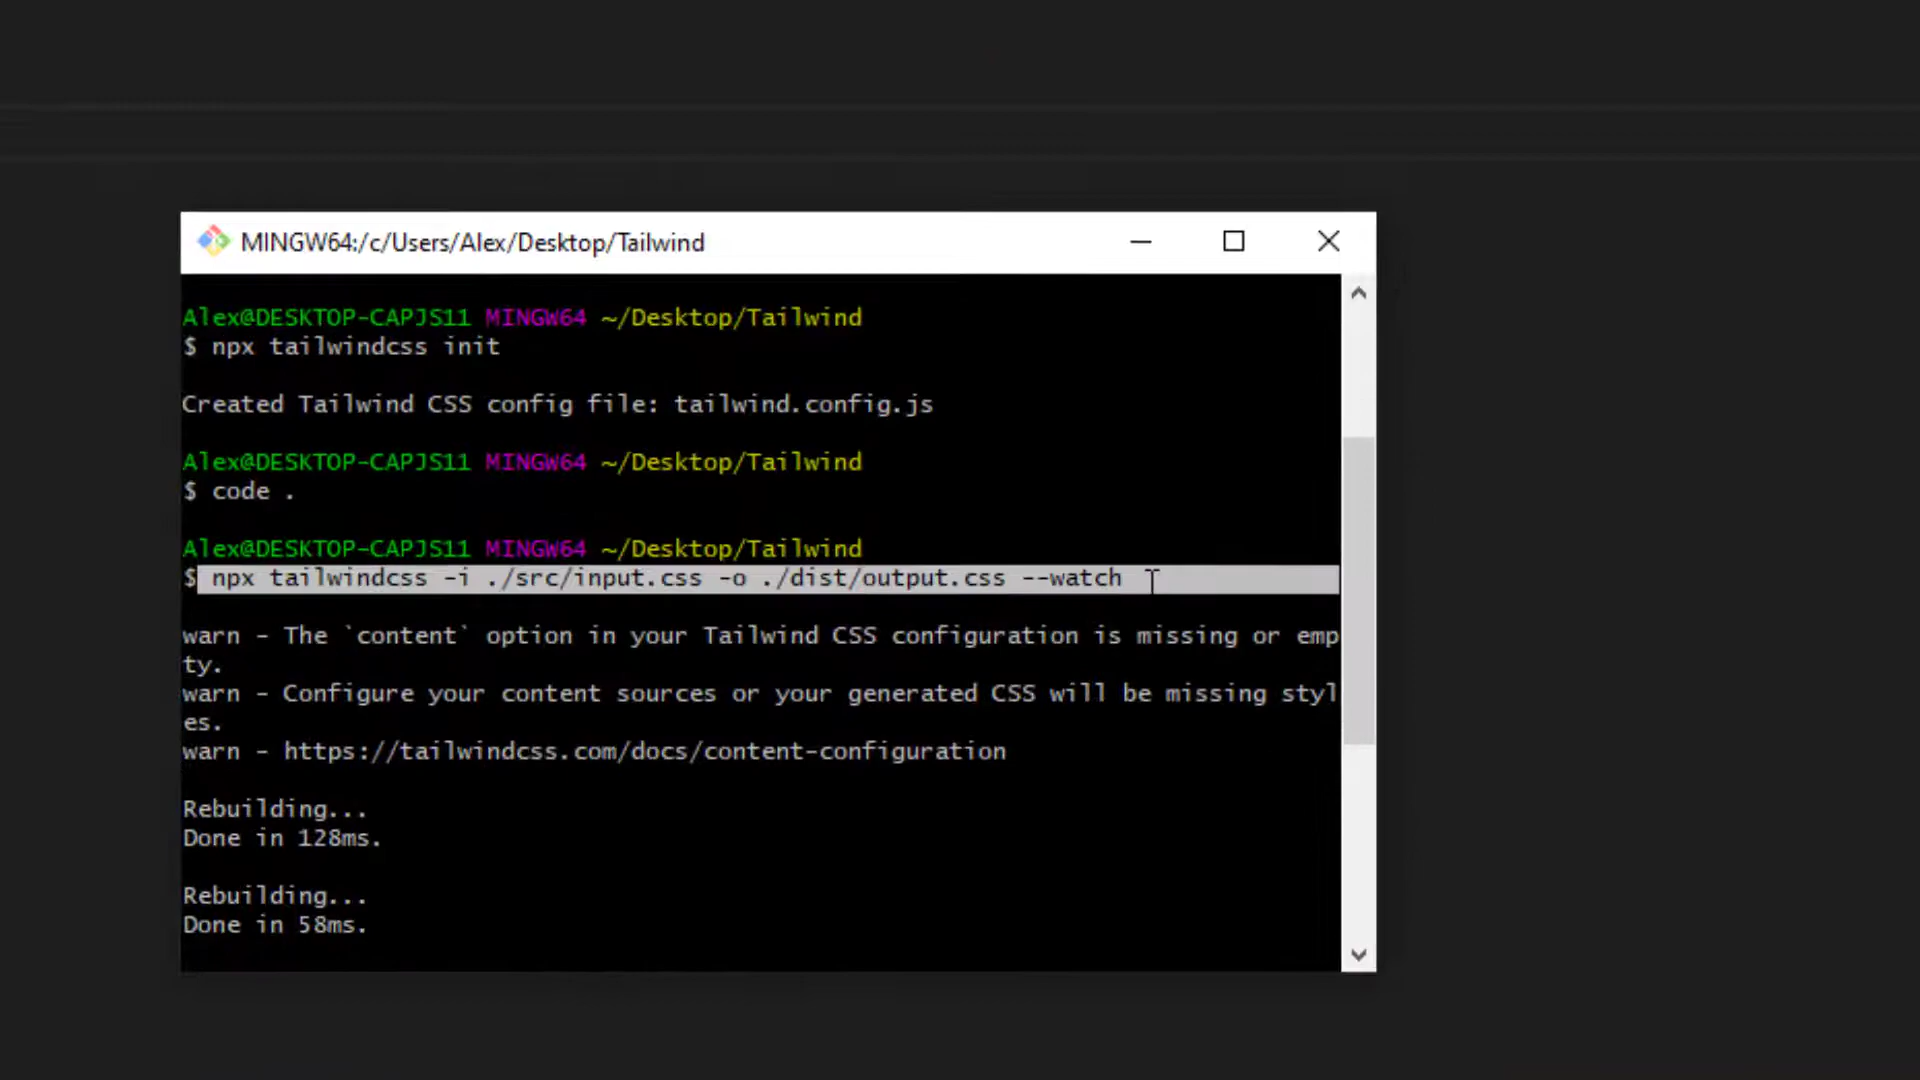 MINGW64:/c/Users/Alex/Desktop/Tailwind
Alex@DESKTOP-CAPJS11 MINGW64 ~/Desktop/Tailwind
$ npx tailwindcss init
Created Tailwind CSS config file: tailwind.config.js
Alex@DESKTOP-CAPJS11 MINGW64 ~/Desktop/Tailwind
$ code .
Alex@DESKTOP-CAPJS11 MINGW64 ~/Desktop/Tailwind
$ npx tailwindcss -i ./src/input.css -o ./dist/output.css --watch
warn - The `content` option in your Tailwind CSS configuration is missing or emp
ty.
warn - Configure your content sources or your generated CSS will be missing styl
es.
warn - https://tailwindcss.com/docs/content-configuration
Rebuilding...
Done in 128ms.
Rebuilding...
Done in 58ms.